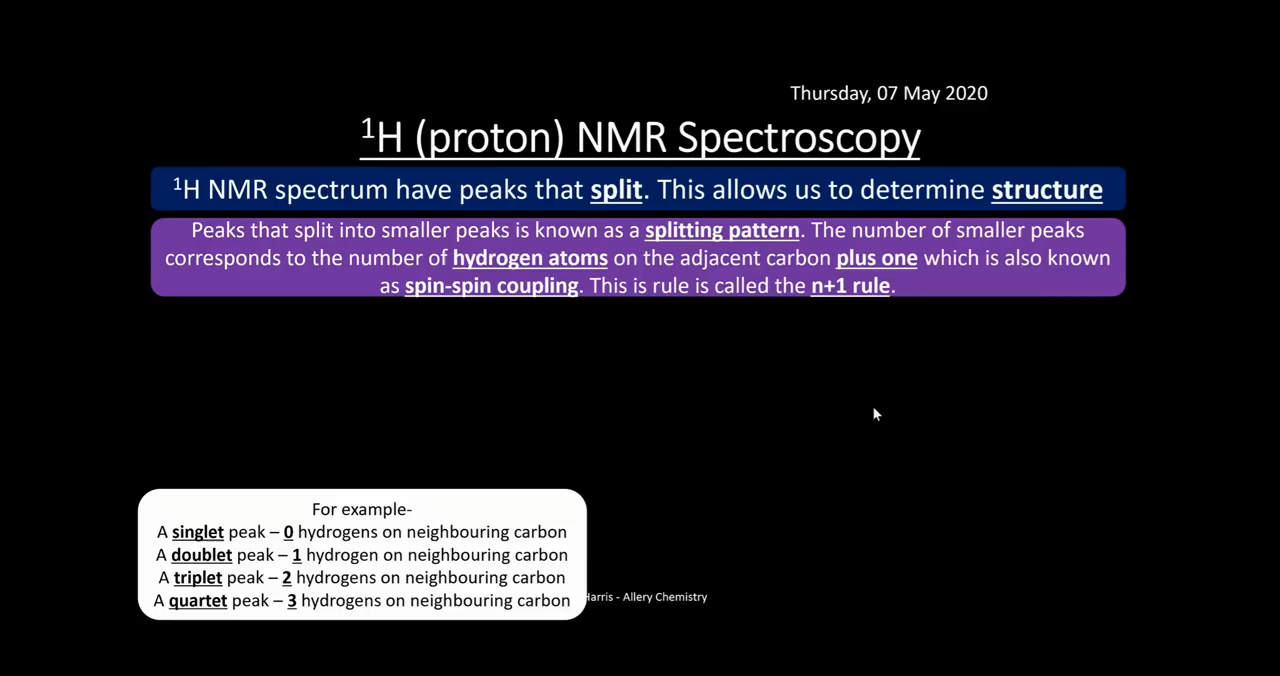 Thursday, 07 May 2020
¹H (proton) NMR Spectroscopy
¹H NMR spectrum have peaks that split. This allows us to determine structure
Peaks that split into smaller peaks is known as a splitting pattern. The number of smaller peaks
corresponds to the number of hydrogen atoms on the adjacent carbon plus one which is also known
as spin-spin coupling. This is rule is called the n+1 rule.
For example-
A singlet peak – 0 hydrogens on neighbouring carbon
A doublet peak – 1 hydrogen on neighbouring carbon
A triplet peak – 2 hydrogens on neighbouring carbon
A quartet peak – 3 hydrogens on neighbouring carbon
Harris - Allery Chemistry